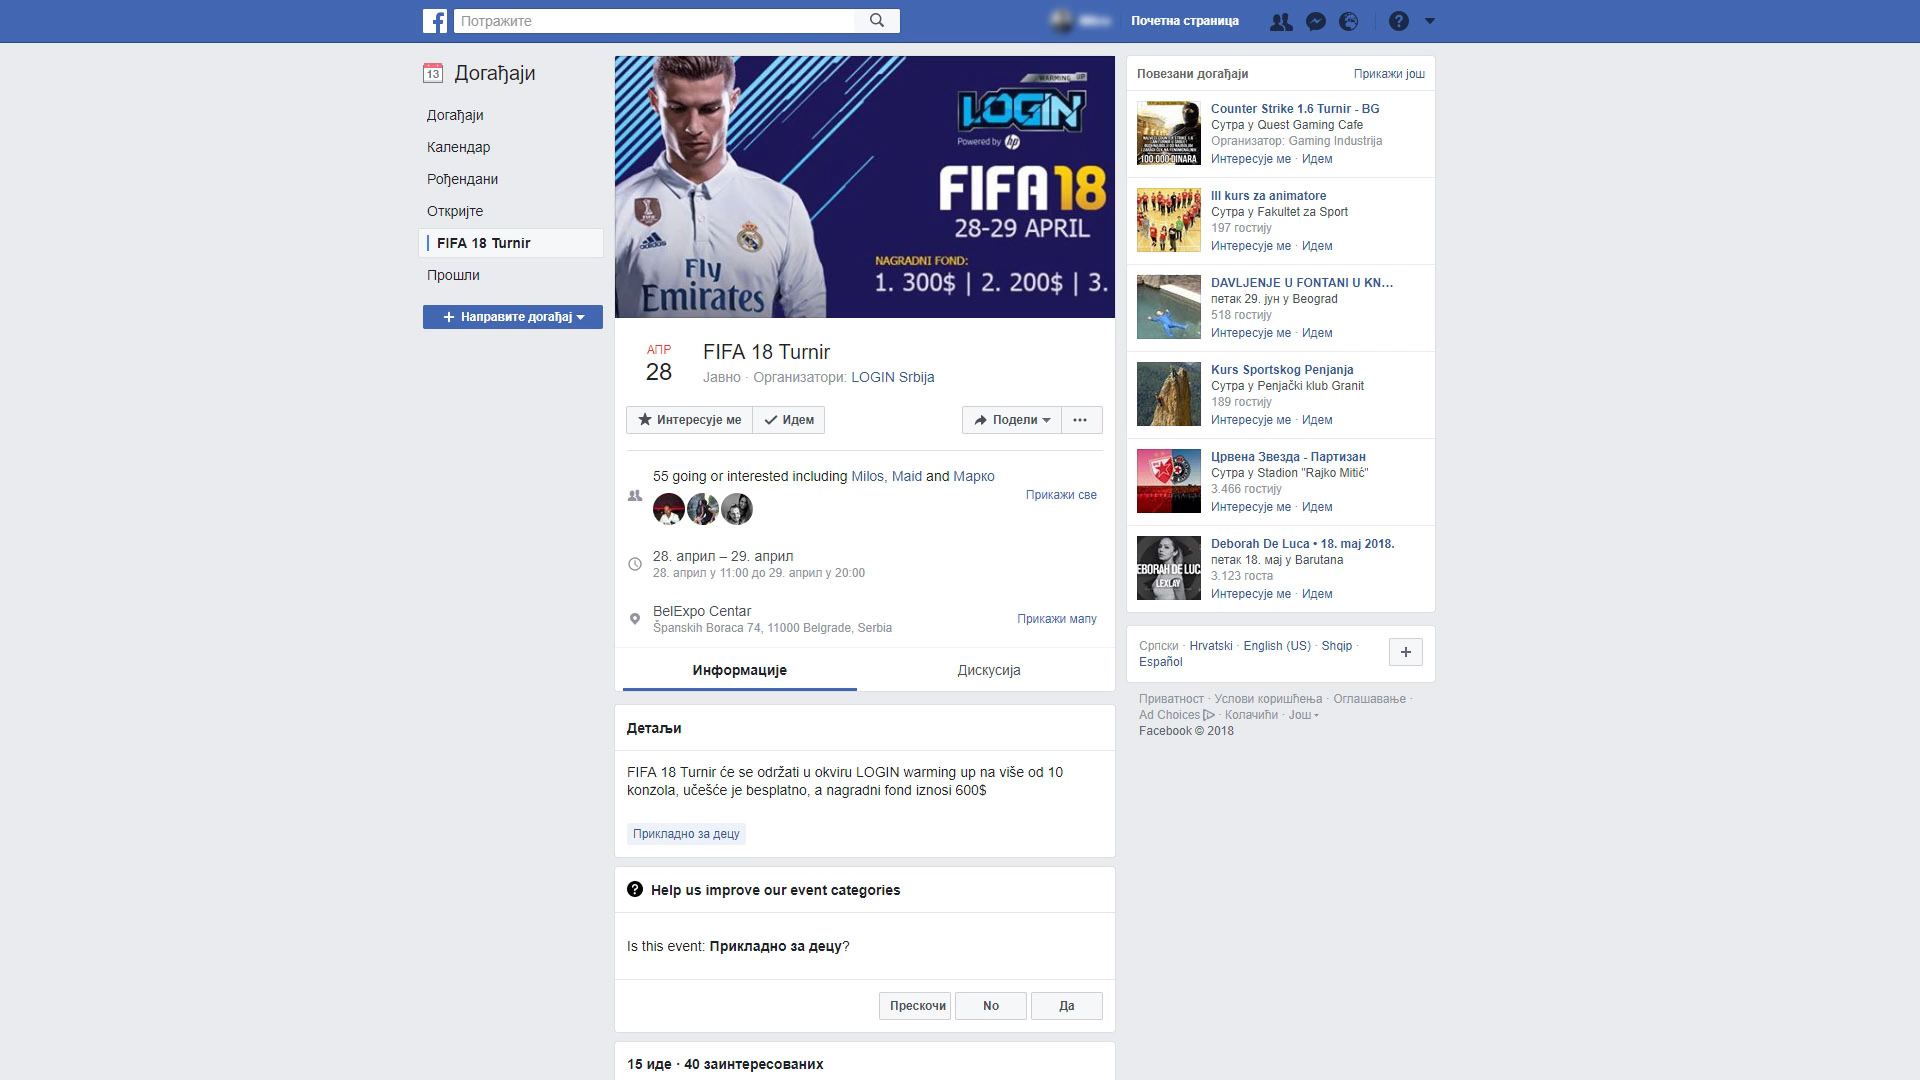 Потражите
Почетна страница
13 Догађаји
Догађаји
Календар
Рођендани
Откријте
FIFA 18 Turnir
Прошли
+ Направите догађај
WARMING UP
LOGIN
Powered by hp
FIFA 18
28-29 APRIL
NAGRADNI FOND:
1. 300$ | 2. 200$ | 3.
Fly
Emirates
АПР
28
FIFA 18 Turnir
Јавно · Организатори: LOGIN Srbija
Интересује ме
Идем
Подели
55 going or interested including Milos, Maid and Марко
Прикажи све
28. април – 29. април
28. април у 11:00 до 29. април у 20:00
BelExpo Centar
Španskih Boraca 74, 11000 Belgrade, Serbia
Прикажи мапу
Информације
Дискусија
Детаљи
FIFA 18 Turnir će se održati u okviru LOGIN warming up na više od 10
konzola, učešće je besplatno, a nagradni fond iznosi 600$
Прикладно за децу
Help us improve our event categories
Is this event: Прикладно за децу?
Прескочи
No
Да
15 иде · 40 заинтересованих
Повезани догађаји
Прикажи још
100.000 DINARA
Counter Strike 1.6 Turnir - BG
Сутра у Quest Gaming Cafe
Организатор: Gaming Industrija
Интересује ме · Идем
III kurs za animatore
Сутра у Fakultet za Sport
197 гостију
Интересује ме · Идем
DAVLJENJE U FONTANI U KN...
петак 29. јун у Beograd
518 гостију
Интересује ме · Идем
Kurs Sportskog Penjanja
Сутра у Penjački klub Granit
189 гостију
Интересује ме · Идем
Црвена Звезда - Партизан
Сутра у Stadion "Rajko Mitić"
3.466 гостију
Интересује ме · Идем
EBORAH DE LUC
LEXLAY
Deborah De Luca • 18. maj 2018.
петак 18. мај у Barutana
3.123 госта
Интересује ме · Идем
Српски · Hrvatski · English (US) · Shqip ·
Español
+
Приватност · Услови коришћења · Оглашавање ·
Ad Choices · Колачићи · Још
Facebook © 2018